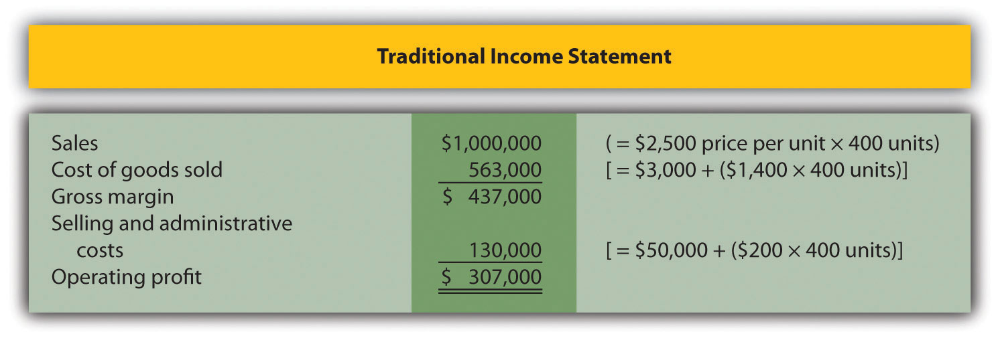 Traditional Income Statement
Sales $1,000,000 ( = $2,500 price per unit × 400 units)
Cost of goods sold 563,000 [ = $3,000 + ($1,400 × 400 units)]
Gross margin $ 437,000
Selling and administrative
costs 130,000 [ = $50,000 + ($200 × 400 units)]
Operating profit $ 307,000